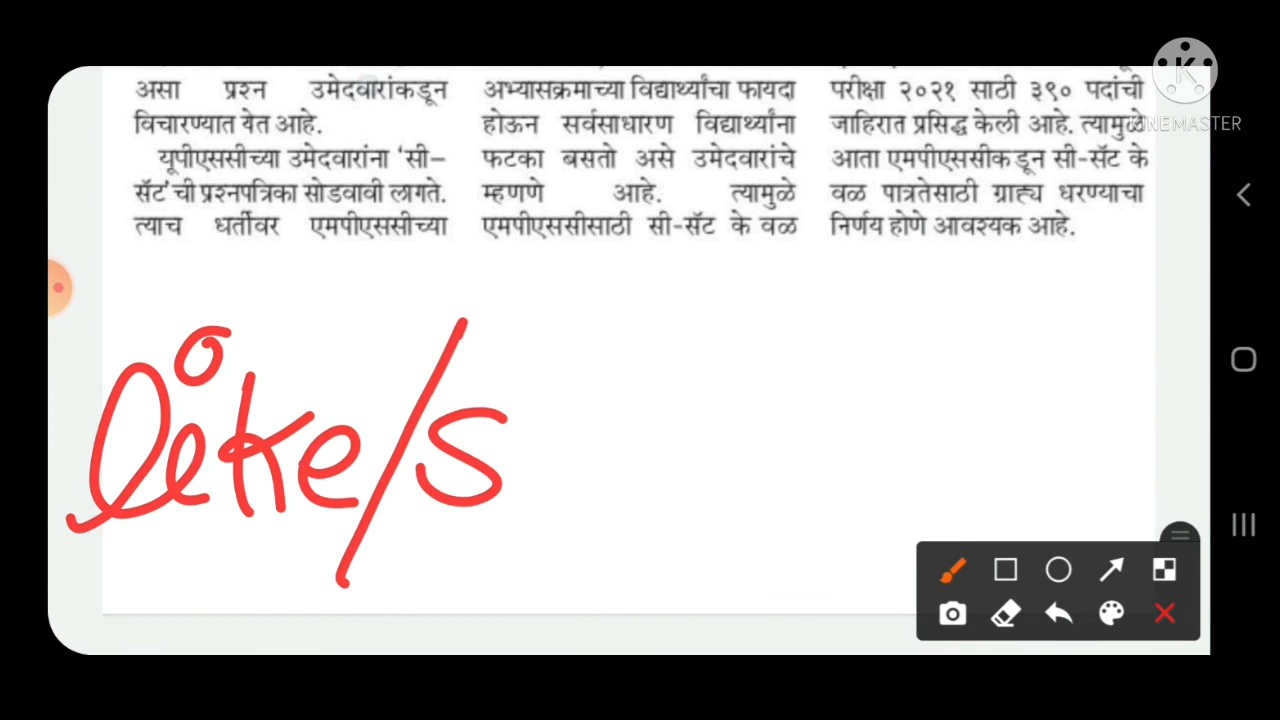 असा प्रश्न उमेदवारांकडून
विचारण्यात येत आहे.
यूपीएससीच्या उमेदवारांना ‘सी-
सॅट’ची प्रश्नपत्रिका सोडवावी लागते.
त्याच धर्तीवर एमपीएससीच्या
अभ्यासक्रमाच्या विद्यार्थ्यांचा फायदा
होऊन सर्वसाधारण विद्यार्थ्यांना
फटका बसतो असे उमेदवारांचे
म्हणणे आहे. त्यामुळे
एमपीएससीसाठी सी-सॅट के वळ
परीक्षा २०२१ साठी ३९० पदांची
जाहिरात प्रसिद्ध केली आहे. त्यामुळे
आता एमपीएससीकडून सी-सॅट के
वळ पात्रतेसाठी ग्राह्य धरण्याचा
निर्णय होणे आवश्यक आहे.
like/s
K
KINEMASTER